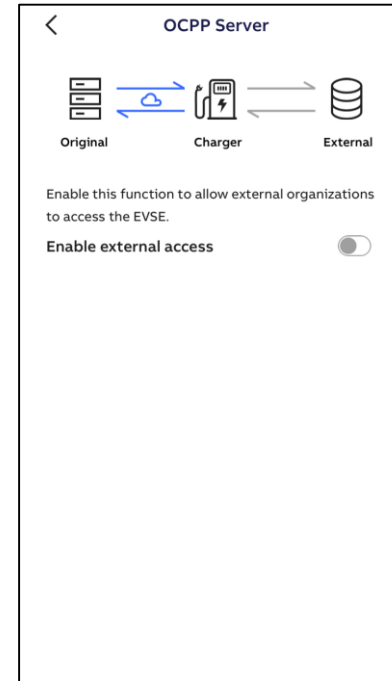 OCPP Server
Original
Charger
External
Enable this function to allow external organizations
to access the EVSE.
Enable external access